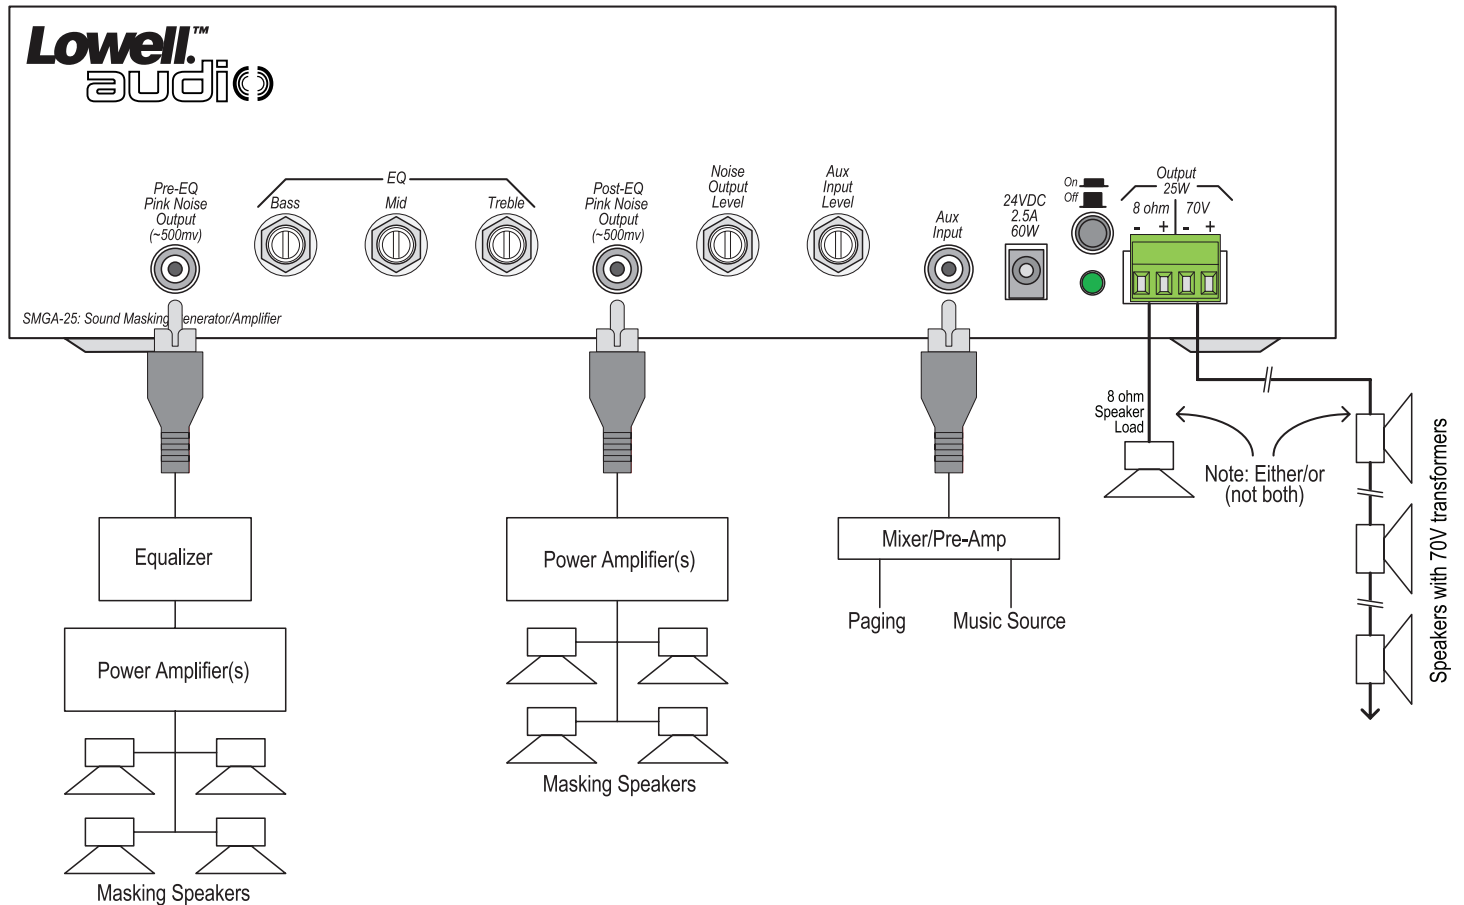 Lowell.™
audio
Pre-EQ
Pink Noise
Output
(~500mv)
EQ
Bass
Mid
Treble
Post-EQ
Pink Noise
Output
(~500mv)
Noise
Output
Level
Aux
Input
Level
Aux
Input
24VDC
2.5A
60W
On
Off
Output
25W
8 ohm 70V
- + - +
SMGA-25: Sound Masking Generator/Amplifier
8 ohm
Speaker
Load
Note: Either/or
(not both)
Speakers with 70V transformers
Equalizer
Power Amplifier(s)
Masking Speakers
Power Amplifier(s)
Masking Speakers
Mixer/Pre-Amp
Paging
Music Source